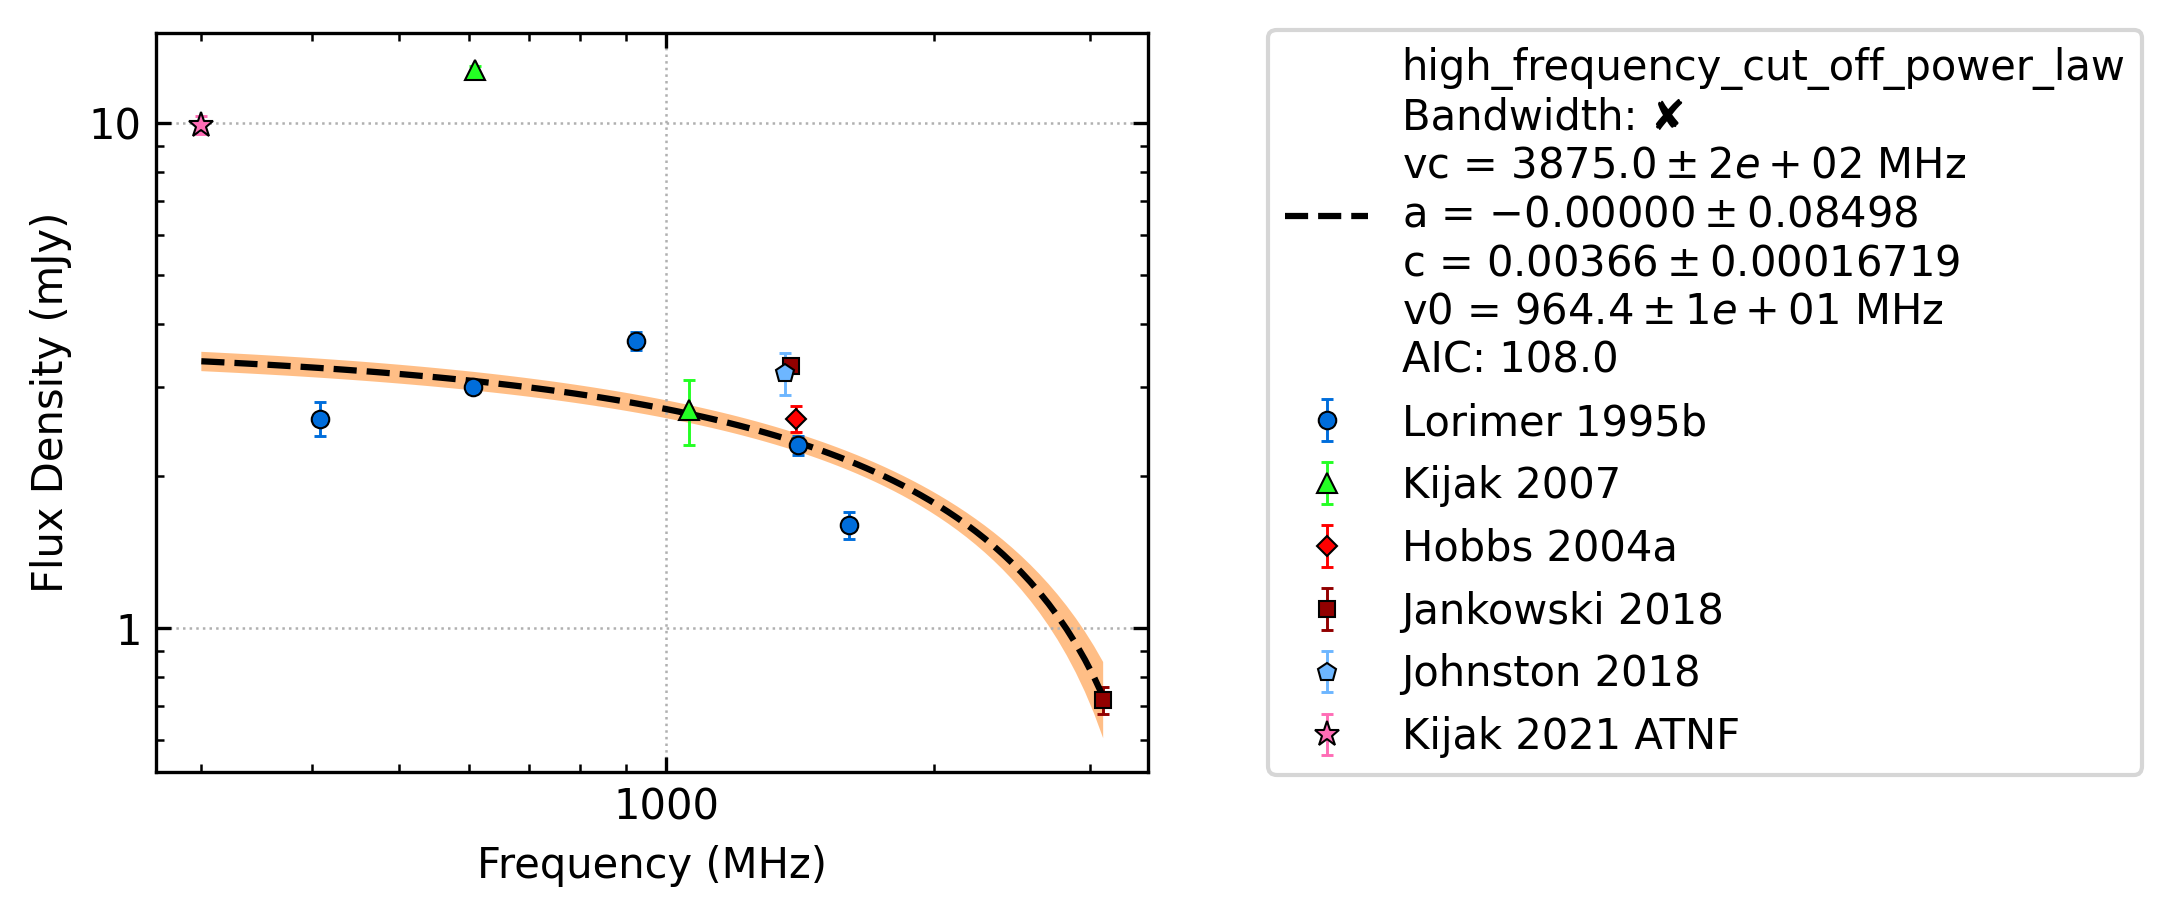 10
1
Flux Density (mJy)
1000
Frequency (MHz)
high_frequency_cut_off_power_law
Bandwidth: ✘
vc = 3875.0 ± 2e + 02 MHz
a = −0.00000 ± 0.08498
c = 0.00366 ± 0.00016719
v0 = 964.4 ± 1e + 01 MHz
AIC: 108.0
Lorimer 1995b
Kijak 2007
Hobbs 2004a
Jankowski 2018
Johnston 2018
Kijak 2021 ATNF